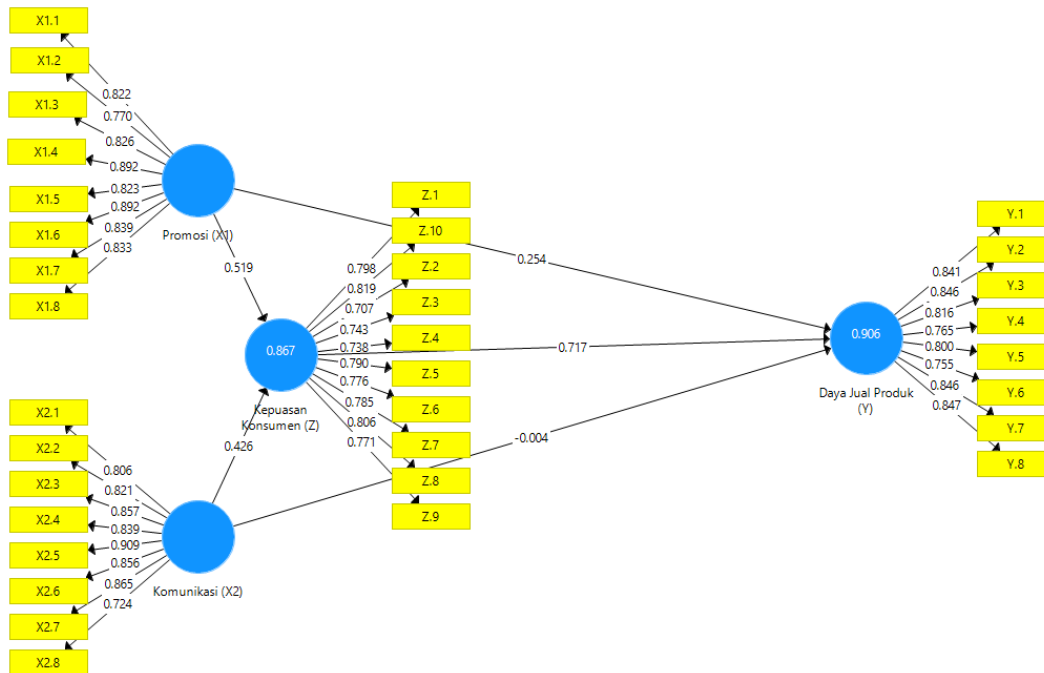 X1.1
X1.2
X1.3
X1.4
X1.5
X1.6
X1.7
X1.8
0.822
0.770
0.826
0.892
0.823
0.892
0.839
0.833
Promosi (X1)
0.519
0.254
X2.1
X2.2
X2.3
X2.4
X2.5
X2.6
X2.7
X2.8
0.806
0.821
0.857
0.839
0.909
0.856
0.865
0.724
Komunikasi (X2)
0.426
-0.004
0.867
Kepuasan
Konsumen (Z)
0.717
0.798
0.819
0.707
0.743
0.738
0.790
0.776
0.785
0.806
0.771
Z.1
Z.10
Z.2
Z.3
Z.4
Z.5
Z.6
Z.7
Z.8
Z.9
0.906
Daya Jual Produk
(Y)
0.841
0.846
0.816
0.765
0.800
0.755
0.846
0.847
Y.1
Y.2
Y.3
Y.4
Y.5
Y.6
Y.7
Y.8